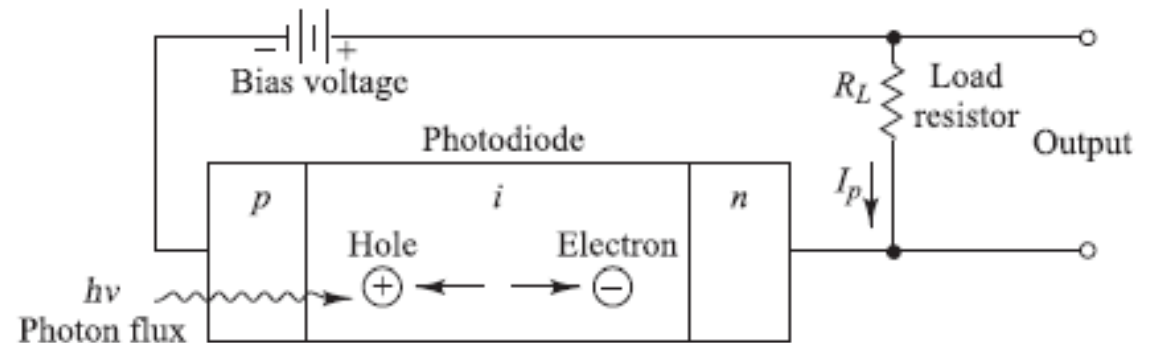 − +
Bias voltage
R_L
Load
resistor
Photodiode
Output
p
i
n
I_p
Hole
Electron
+
−
hν
Photon flux